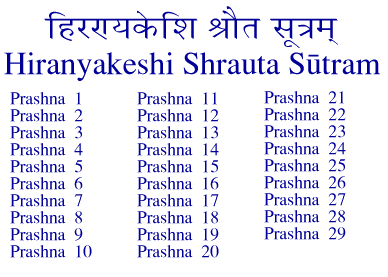 हिरण्यकेशि श्रौत सूत्रम्
Hiranyakeshi Shrauta Sūtram
Prashna 1
Prashna 2
Prashna 3
Prashna 4
Prashna 5
Prashna 6
Prashna 7
Prashna 8
Prashna 9
Prashna 10
Prashna 11
Prashna 12
Prashna 13
Prashna 14
Prashna 15
Prashna 16
Prashna 17
Prashna 18
Prashna 19
Prashna 20
Prashna 21
Prashna 22
Prashna 23
Prashna 24
Prashna 25
Prashna 26
Prashna 27
Prashna 28
Prashna 29